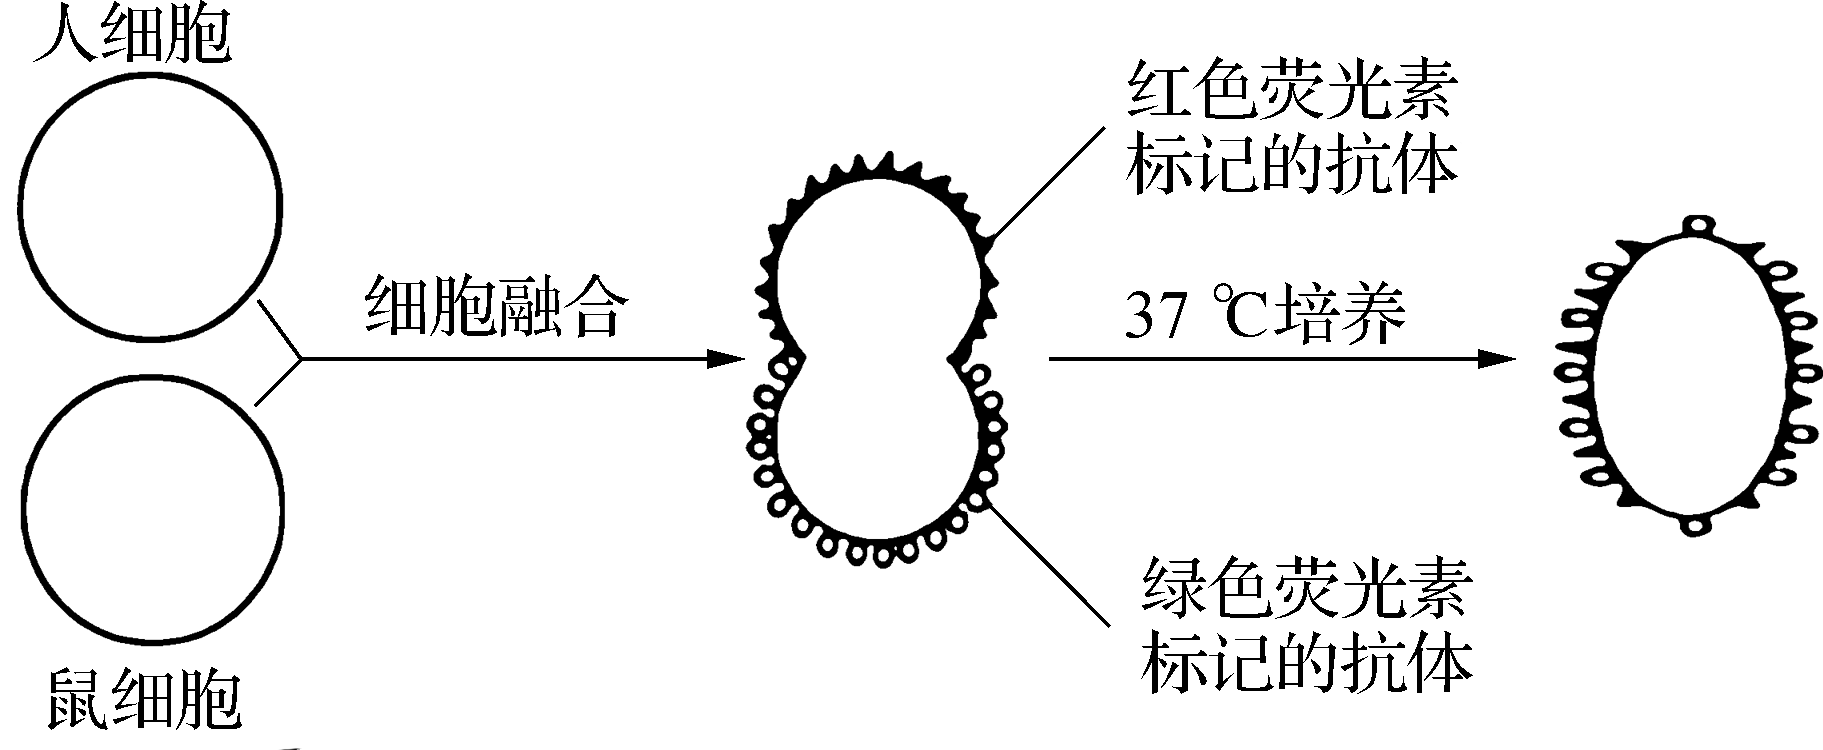 人细胞
鼠细胞
细胞融合
红色荧光素
标记的抗体
绿色荧光素
标记的抗体
37 ℃培养